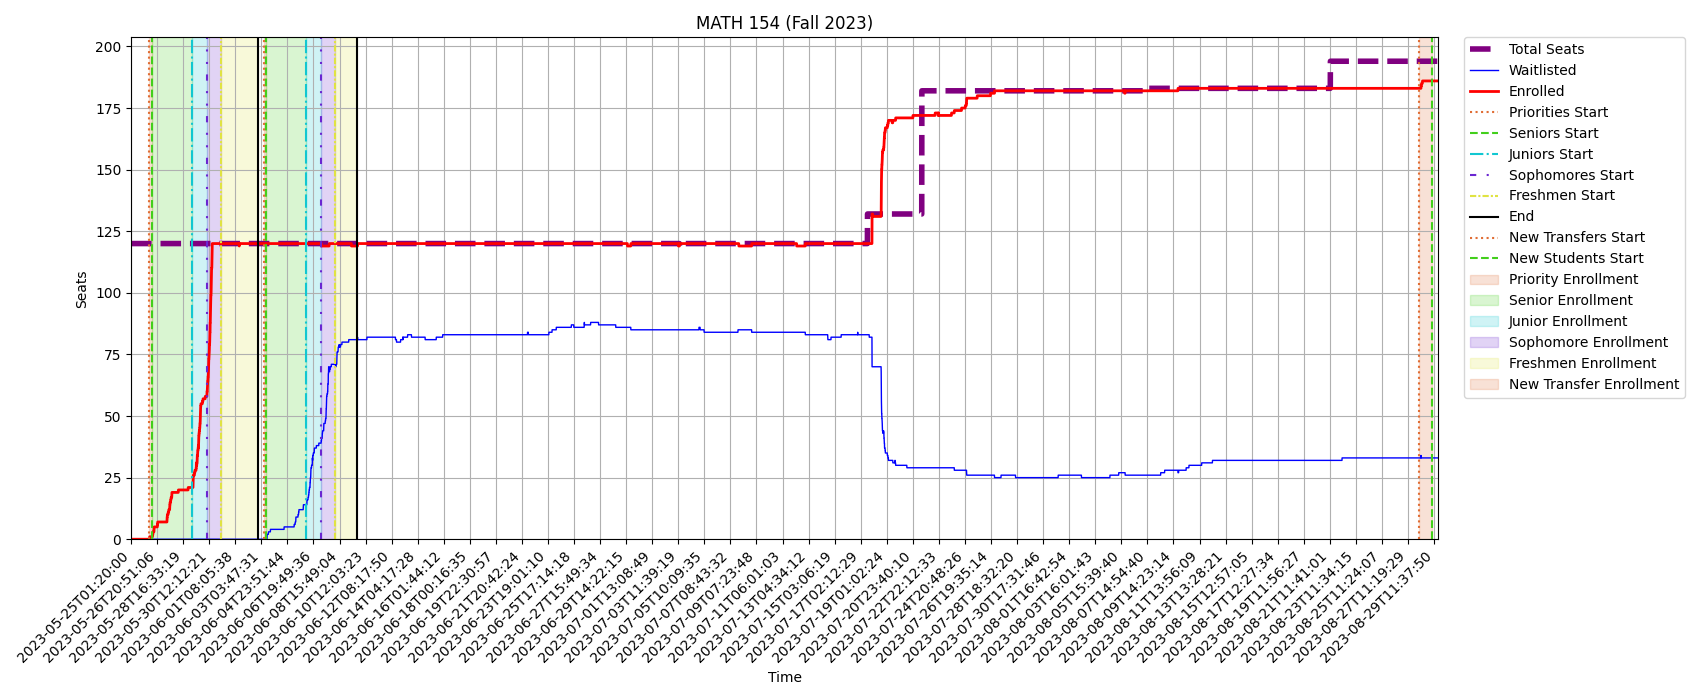 MATH 154 (Fall 2023)
Seats
200
175
150
125
100
75
50
25
0
2023-05-25T01:20:00
2023-05-26T20:51:06
2023-05-28T16:33:19
2023-05-30T12:12:21
2023-06-01T08:05:38
2023-06-03T03:47:31
2023-06-04T23:51:44
2023-06-06T19:49:36
2023-06-08T15:49:04
2023-06-10T12:03:23
2023-06-12T08:17:50
2023-06-14T04:17:28
2023-06-16T01:44:12
2023-06-18T00:16:35
2023-06-19T22:30:57
2023-06-21T20:42:24
2023-06-23T19:01:10
2023-06-25T17:14:18
2023-06-27T15:49:34
2023-06-29T14:22:15
2023-07-01T13:08:49
2023-07-03T11:39:19
2023-07-05T10:09:35
2023-07-07T08:43:32
2023-07-09T07:23:48
2023-07-11T06:01:03
2023-07-13T04:34:12
2023-07-15T03:06:19
2023-07-17T02:12:29
2023-07-19T01:02:24
2023-07-20T23:40:10
2023-07-22T22:12:33
2023-07-24T20:48:26
2023-07-26T19:35:14
2023-07-28T18:32:20
2023-07-30T17:31:46
2023-08-01T16:42:54
2023-08-03T16:01:43
2023-08-05T15:39:40
2023-08-07T14:54:40
2023-08-09T14:23:14
2023-08-11T13:56:09
2023-08-13T13:28:21
2023-08-15T12:57:05
2023-08-17T12:27:34
2023-08-19T11:56:27
2023-08-21T11:41:01
2023-08-23T11:34:15
2023-08-25T11:24:07
2023-08-27T11:19:29
2023-08-29T11:37:50
Time
Total Seats
Waitlisted
Enrolled
Priorities Start
Seniors Start
Juniors Start
Sophomores Start
Freshmen Start
End
New Transfers Start
New Students Start
Priority Enrollment
Senior Enrollment
Junior Enrollment
Sophomore Enrollment
Freshmen Enrollment
New Transfer Enrollment